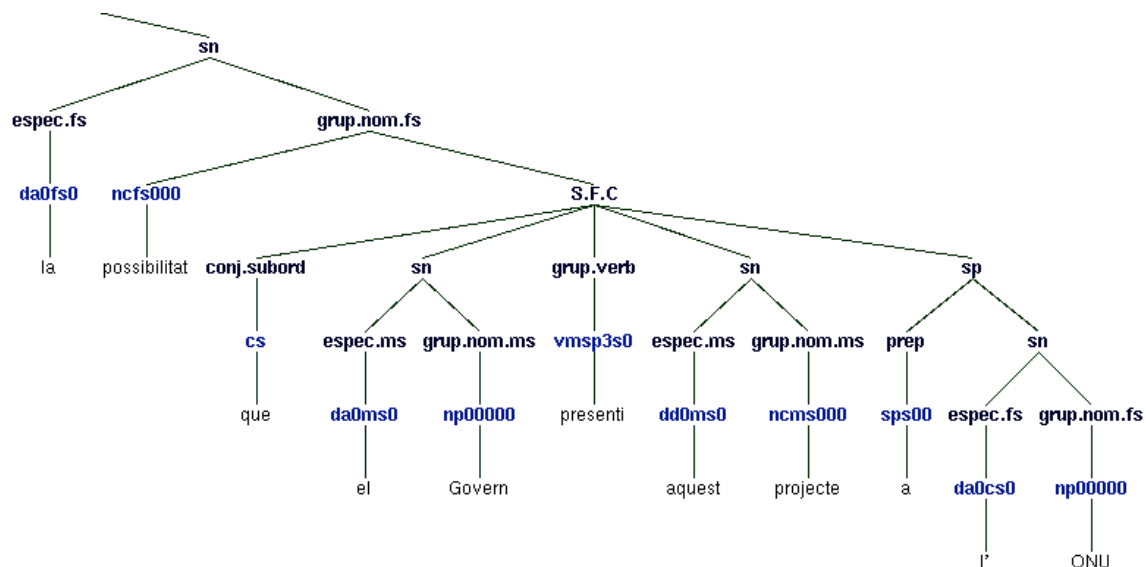 sn
espec.fs grup.nom.fs
da0fs0 ncfs000 S.F.C
la possibilitat conj.subord sn grup.verb sn sp
cs espec.ms grup.nom.ms vmsp3s0 espec.ms grup.nom.ms prep sn
que da0ms0 np00000 presenti dd0ms0 ncms000 sps00 espec.fs grup.nom.fs
el Govern aquest projecte a da0cs0 np00000
l' ONU